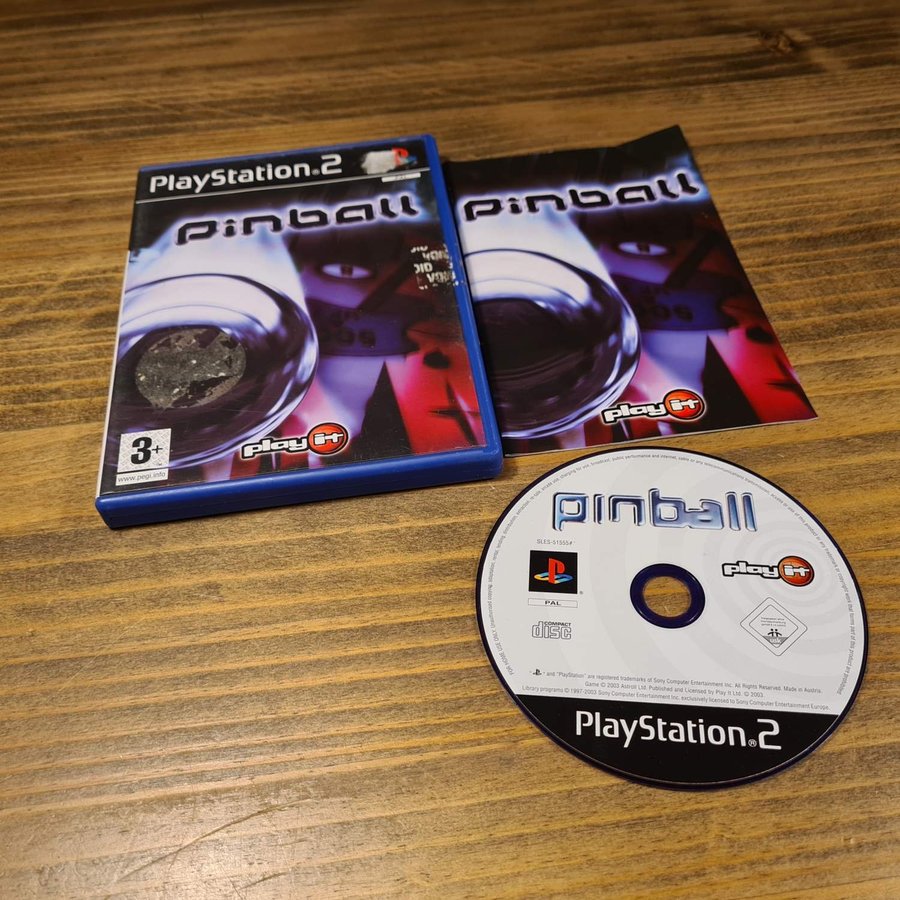 PlayStation®2
PAL
pinball
VOID
3+
www.pegi.info
play it
pinball
play it
pinball
SLES-51555#
play it
PAL
COMPACT
disc
"PlayStation" are registered trademarks of Sony Computer Entertainment Inc. All Rights Reserved. Made in Austria.
Game © 2003 Astroll Ltd. Published and Licensed by Play It Ltd. © 2003.
Library programs © 1997-2003 Sony Computer Entertainment Inc. exclusively licensed to Sony Computer Entertainment Europe.
PlayStation®2